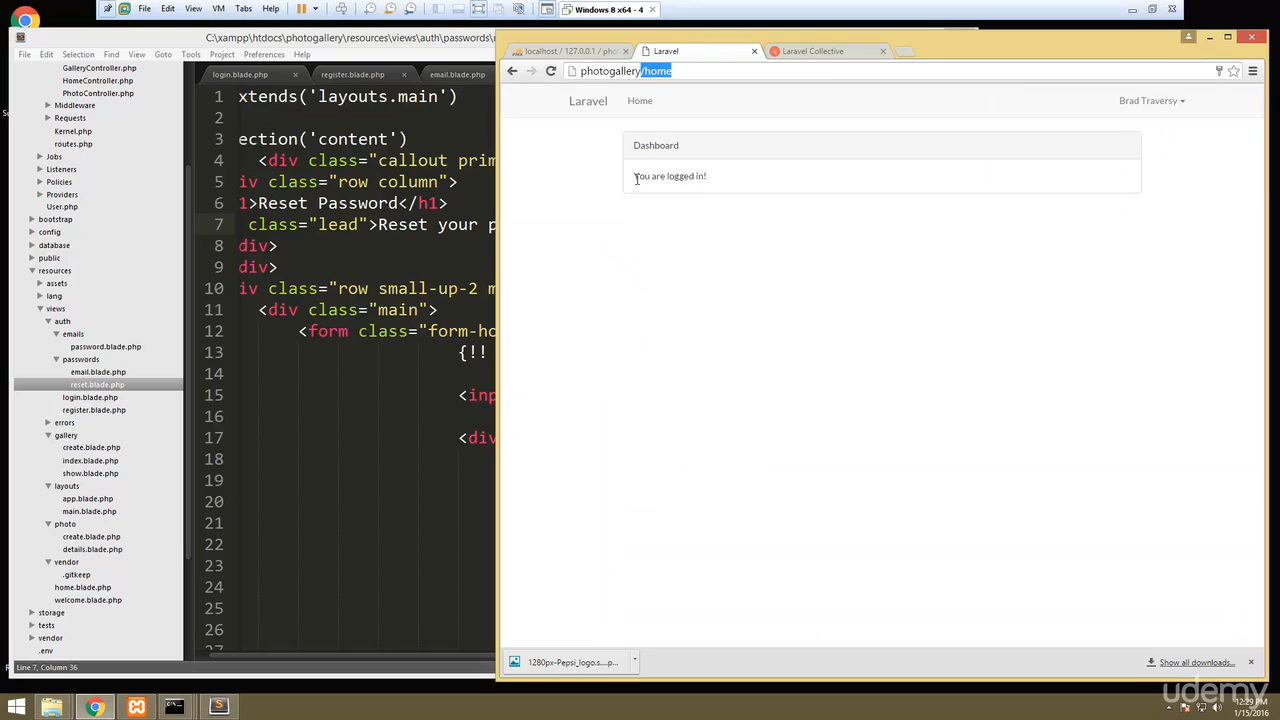 File Edit View VM Tabs Help
Windows 8 x64 - 4
C:\xampp\htdocs\photogallery\resources\views\auth\passwords\
File Edit Selection Find View Goto Tools Project Preferences Help
localhost / 127.0.0.1 / pho
Laravel
Laravel Collective
photogallery/home
login.blade.php
register.blade.php
email.blade.php
GalleryController.php
HomeController.php
PhotoController.php
Middleware
Requests
Kernel.php
routes.php
Jobs
Listeners
Policies
Providers
User.php
bootstrap
config
database
public
resources
assets
lang
views
auth
emails
password.blade.php
passwords
email.blade.php
reset.blade.php
login.blade.php
register.blade.php
errors
gallery
create.blade.php
index.blade.php
show.blade.php
layouts
app.blade.php
main.blade.php
photo
create.blade.php
details.blade.php
vendor
.gitkeep
home.blade.php
welcome.blade.php
storage
tests
vendor
.env
1 xtends('layouts.main')
2
3 ection('content')
4 <div class="callout prim
5 iv class="row column">
6 1>Reset Password</h1>
7 class="lead">Reset your p
8 div>
9 div>
10 iv class="row small-up-2 m
11 <div class="main">
12 <form class="form-ho
13 {!!
14
15 <inp
16
17 <div
18
19
20
21
22
23
24
25
26
27
Line 7, Column 36
Laravel Home Brad Traversy
Dashboard
You are logged in!
1280px-Pepsi_logo.s....p...
Show all downloads...
udemy
12:29 PM
1/15/2016